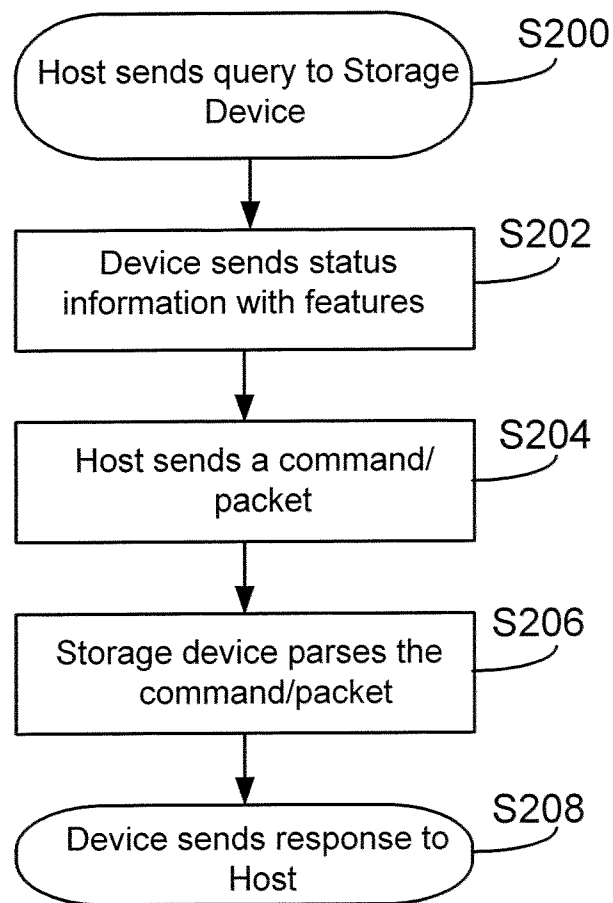 S200
Host sends query to Storage
Device
S202
Device sends status
information with features
S204
Host sends a command/
packet
S206
Storage device parses the
command/packet
S208
Device sends response to
Host